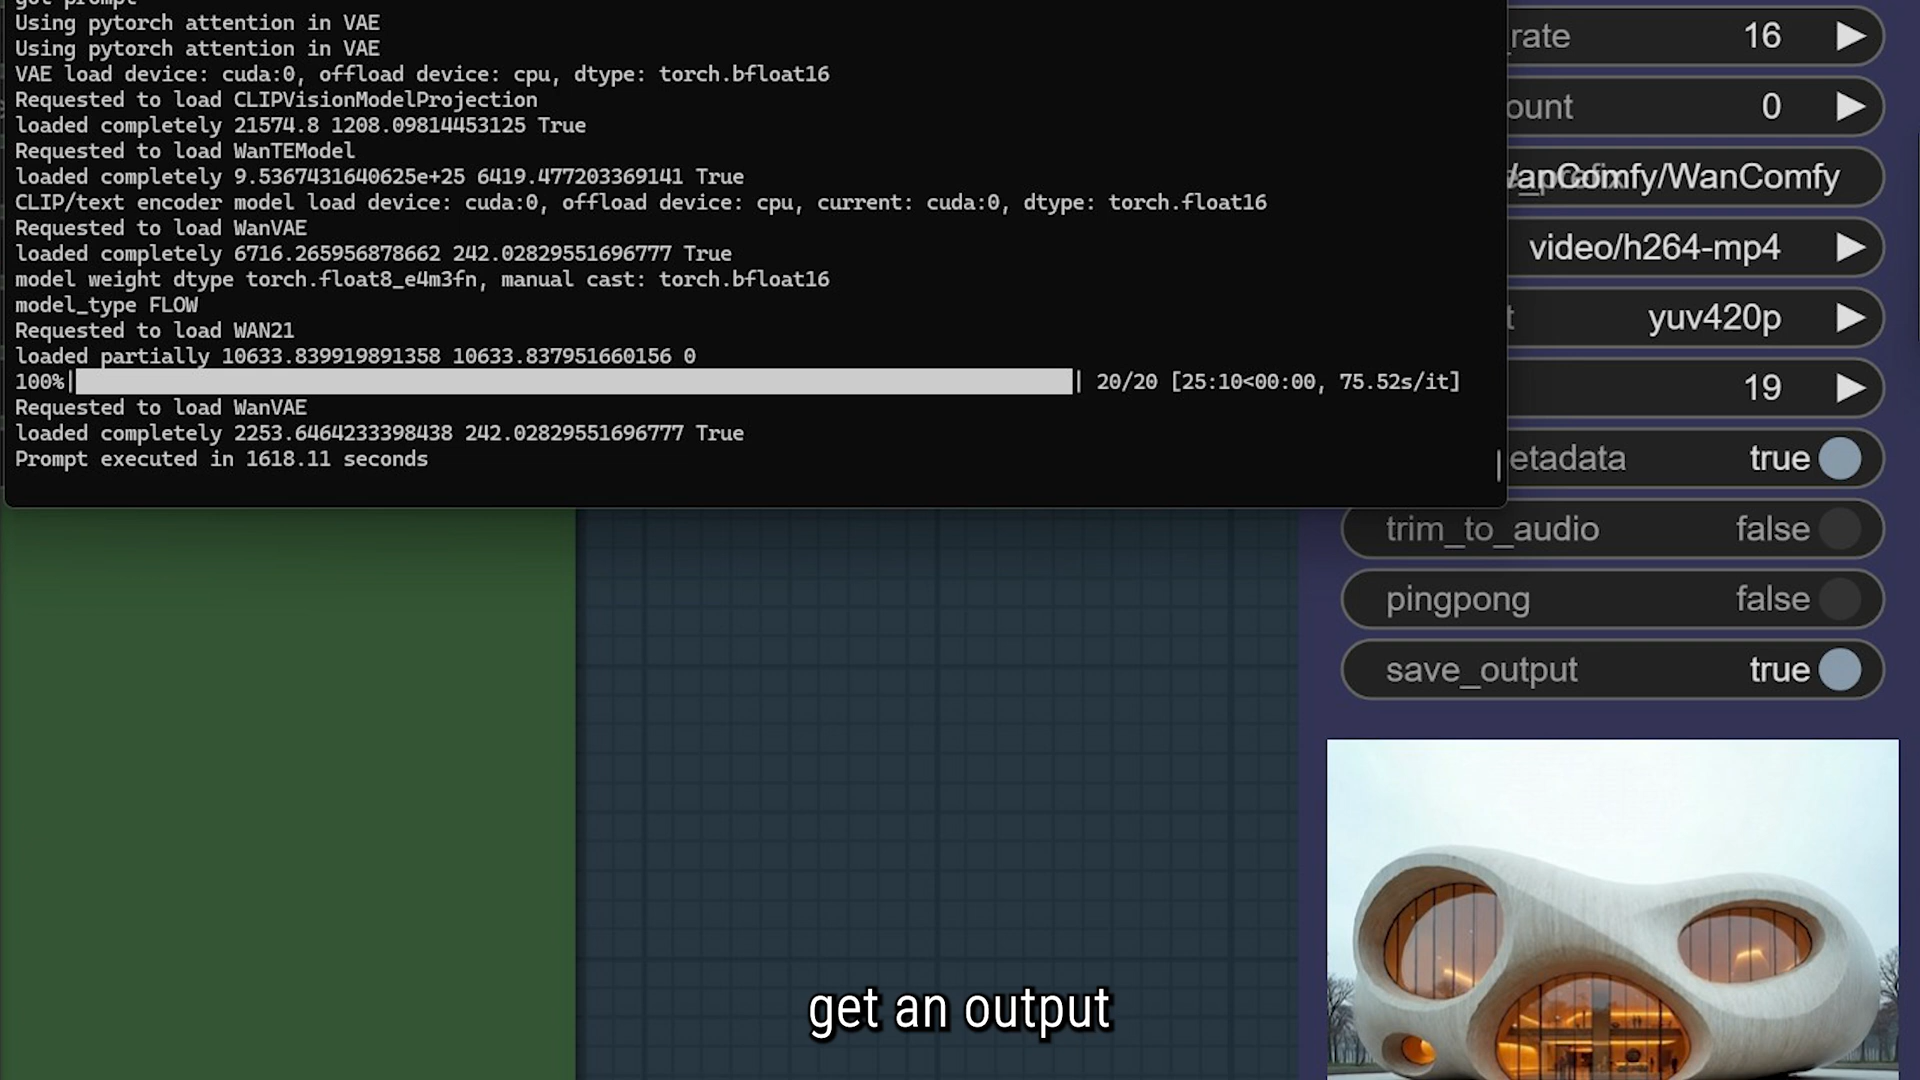 got prompt
Using pytorch attention in VAE
Using pytorch attention in VAE
VAE load device: cuda:0, offload device: cpu, dtype: torch.bfloat16
Requested to load CLIPVisionModelProjection
loaded completely 21574.8 1208.09814453125 True
Requested to load WanTEModel
loaded completely 9.5367431640625e+25 6419.477203369141 True
CLIP/text encoder model load device: cuda:0, offload device: cpu, current: cuda:0, dtype: torch.float16
Requested to load WanVAE
loaded completely 6716.265956878662 242.02829551696777 True
model weight dtype torch.float8_e4m3fn, manual cast: torch.bfloat16
model_type FLOW
Requested to load WAN21
loaded partially 10633.839919891358 10633.837951660156 0
100%| | 20/20 [25:10<00:00, 75.52s/it]
Requested to load WanVAE
loaded completely 2253.6464233398438 242.02829551696777 True
Prompt executed in 1618.11 seconds
_rate 16
ount 0
/WanComfy
video/h264-mp4
t yuv420p
19
etadata true
trim_to_audio false
pingpong false
save_output true
get an output